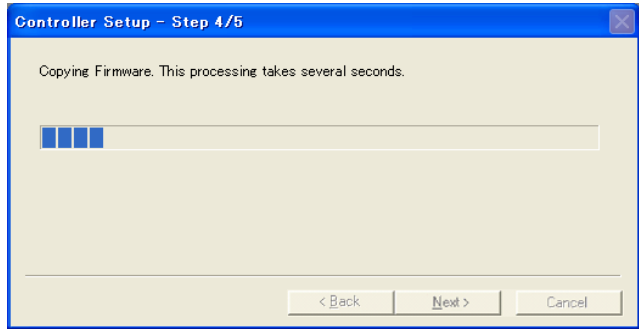 Controller Setup - Step 4/5
Copying Firmware. This processing takes several seconds.
< Back
Next >
Cancel